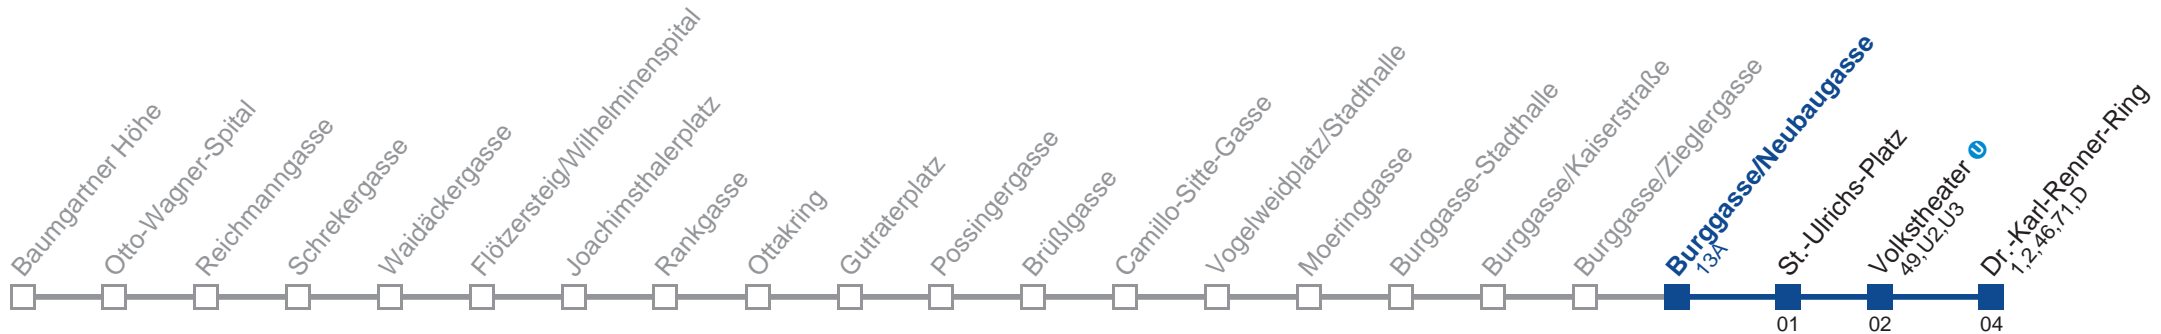 Baumgartner Höhe
Otto-Wagner-Spital
Reichmanngasse
Schrekergasse
Waidäckergasse
Flötzersteig/Wilhelminenspital
Joachimsthalerplatz
Rankgasse
Ottakring
Gutraterplatz
Possingergasse
Brüßlgasse
Camillo-Sitte-Gasse
Vogelweidplatz/Stadthalle
Moeringgasse
Burggasse-Stadthalle
Burggasse/Kaiserstraße
Burggasse/Zieglergasse
Burggasse/Neubaugasse
13A
St.-Ulrichs-Platz
01
Volkstheater U
49,U2,U3
02
Dr.-Karl-Renner-Ring
1,2,46,71,D
04